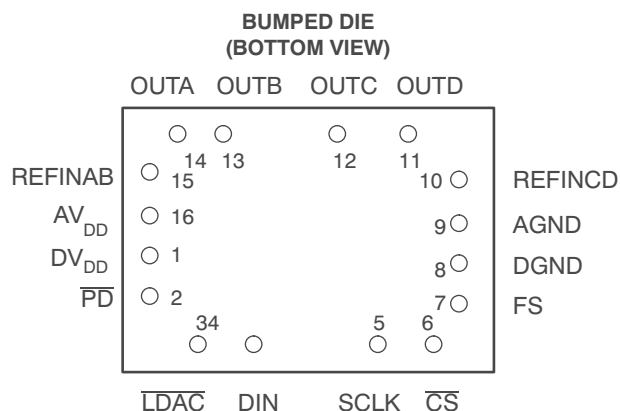 BUMPED DIE
(BOTTOM VIEW)
OUTA OUTB OUTC OUTD
14 13 12 11
REFINAB 15 10 REFINCD
AVDD 16 9 AGND
DVDD 1 8 DGND
PD 2 7 FS
34 5 6
LDAC DIN SCLK CS